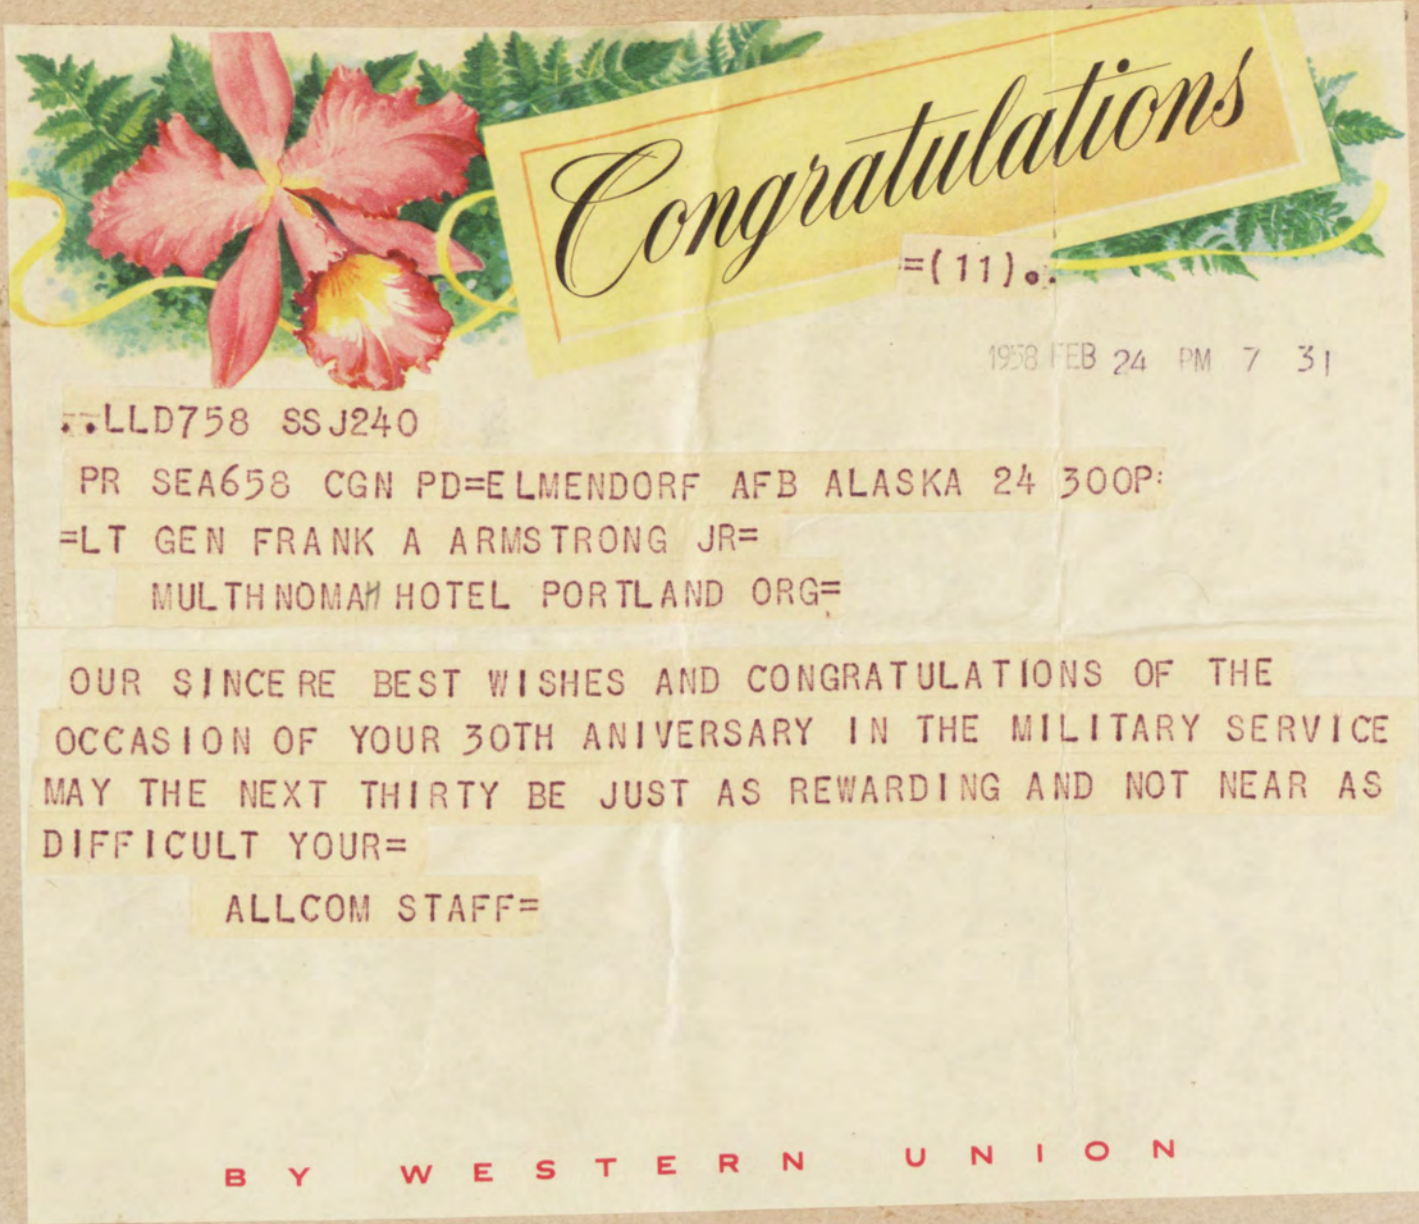 Congratulations
=(11)..
1958 FEB 24 PM 7 31
..LLD758 SSJ240
PR SEA658 CGN PD=ELMENDORF AFB ALASKA 24 300P:
=LT GEN FRANK A ARMSTRONG JR=
MULTHNOMAH HOTEL PORTLAND ORG=
OUR SINCERE BEST WISHES AND CONGRATULATIONS OF THE
OCCASION OF YOUR 30TH ANIVERSARY IN THE MILITARY SERVICE
MAY THE NEXT THIRTY BE JUST AS REWARDING AND NOT NEAR AS
DIFFICULT YOUR=
ALLCOM STAFF=
BY WESTERN UNION